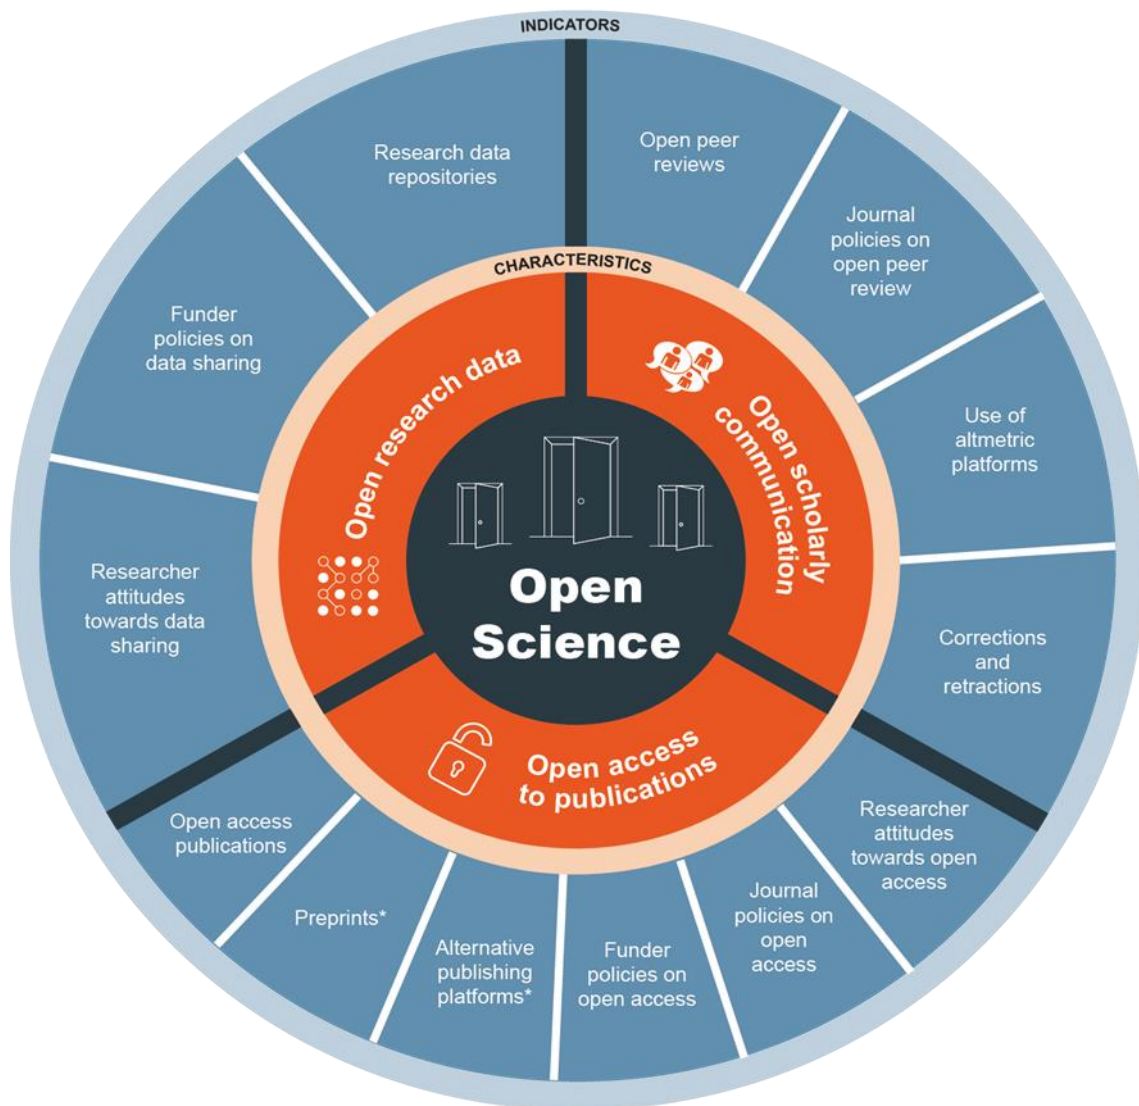 INDICATORS
Research data
repositories
Open peer
reviews
Journal
policies on
open peer
review
Use of
altmetric
platforms
Corrections
and
retractions
Researcher
attitudes
towards open
access
Journal
policies on
open
access
Funder
policies on
open access
Alternative
publishing
platforms*
Preprints*
Open access
publications
Researcher
attitudes
towards data
sharing
Funder
policies on
data sharing
CHARACTERISTICS
Open research data
Open scholarly
communication
Open access
to publications
Open
Science